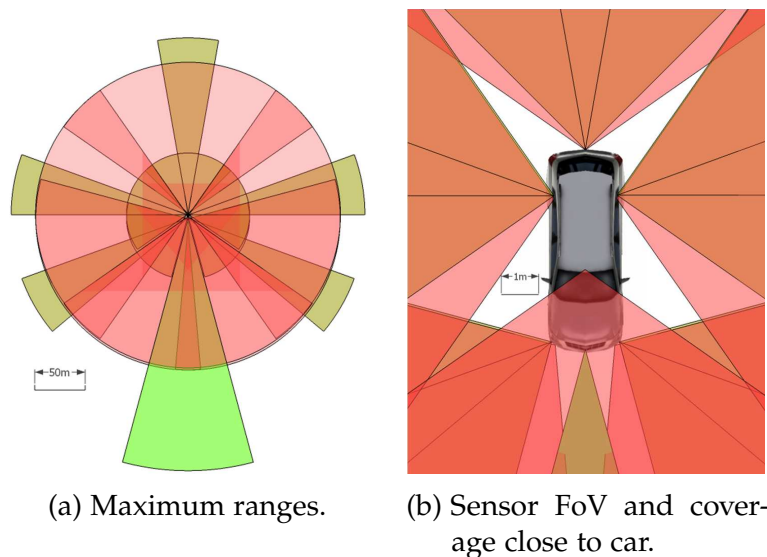 50m
1m
(a) Maximum ranges.
(b) Sensor FoV and cover-
age close to car.